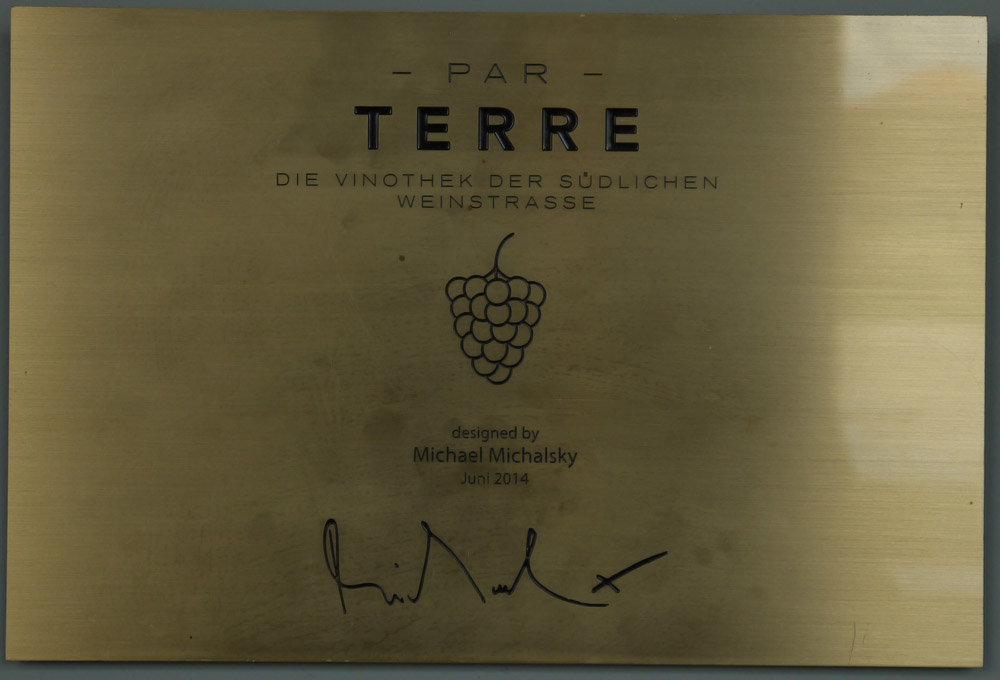 – PAR –
TERRE
DIE VINOTHEK DER SÜDLICHEN
WEINSTRASSE
designed by
Michael Michalsky
Juni 2014